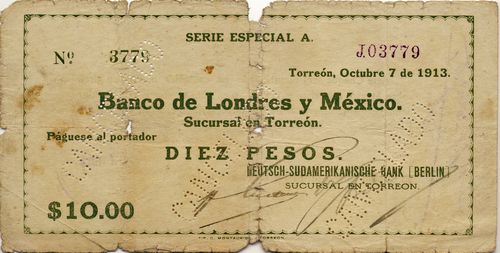 SERIE ESPECIAL A.
Nº 3779
J.03779
Torreón, Octubre 7 de 1913.
Banco de Londres y México.
Sucursal en Torreón.
Páguese al portador
DIEZ PESOS.
DEUTSCH-SUDAMERIKANISCHE BANK (BERLIN)
SUCURSAL EN TORREON.
$10.00